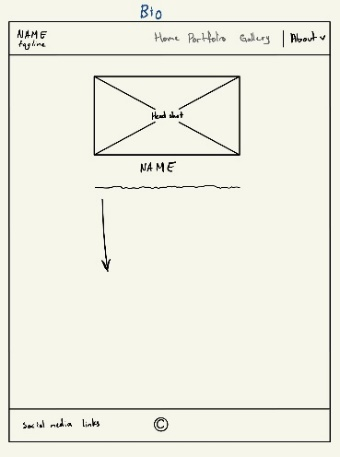 Bio
NAME
tagline
Home Portfolio Gallery | About v
Head shot
NAME
Social media links
©